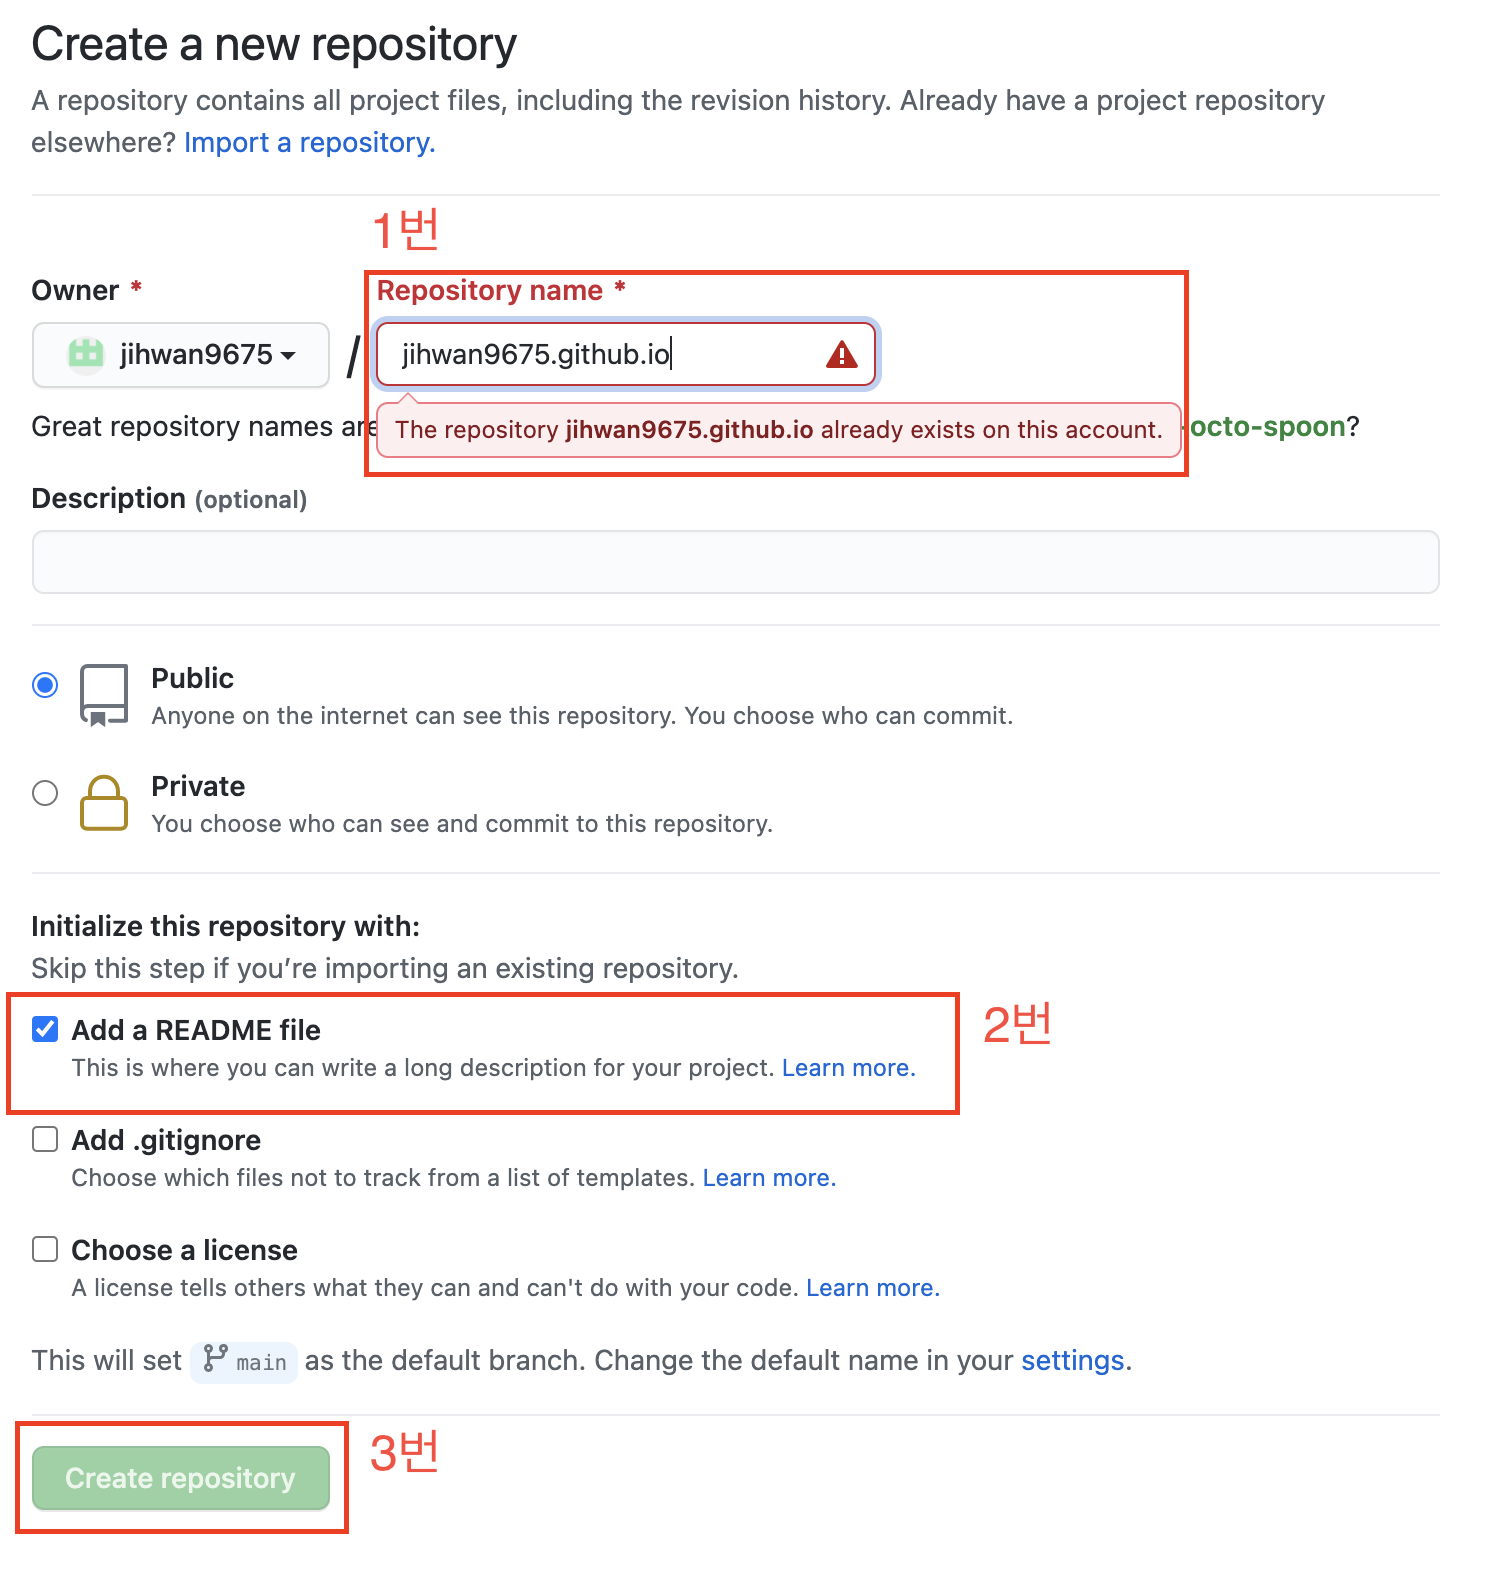 Create a new repository
A repository contains all project files, including the revision history. Already have a project repository
elsewhere? Import a repository.
1번
Owner *
Repository name *
jihwan9675
/
jihwan9675.github.io
Great repository names are
The repository jihwan9675.github.io already exists on this account.
-octo-spoon?
Description (optional)
Public
Anyone on the internet can see this repository. You choose who can commit.
Private
You choose who can see and commit to this repository.
Initialize this repository with:
Skip this step if you’re importing an existing repository.
Add a README file
2번
This is where you can write a long description for your project. Learn more.
Add .gitignore
Choose which files not to track from a list of templates. Learn more.
Choose a license
A license tells others what they can and can't do with your code. Learn more.
This will set main as the default branch. Change the default name in your settings.
3번
Create repository